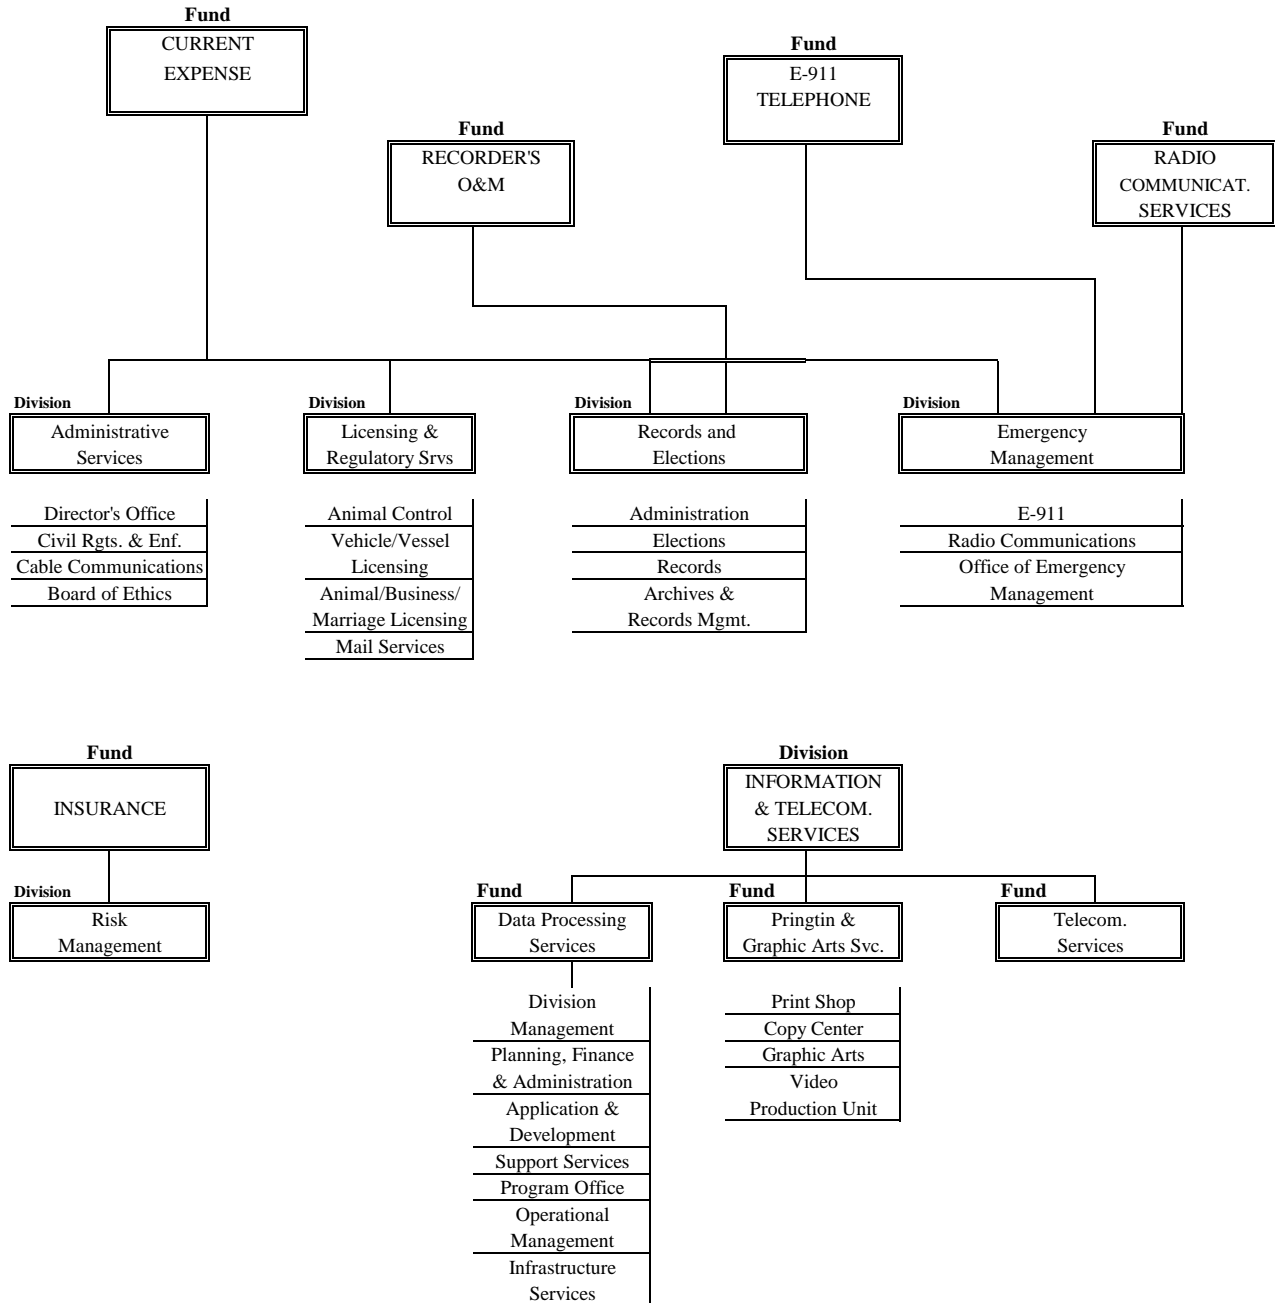 Fund
CURRENT
EXPENSE
Fund
E-911
TELEPHONE
Fund
RECORDER'S
O&M
Fund
RADIO
COMMUNICAT.
SERVICES
Division
Administrative
Services
Director's Office
Civil Rgts. & Enf.
Cable Communications
Board of Ethics
Division
Licensing &
Regulatory Srvs
Animal Control
Vehicle/Vessel
Licensing
Animal/Business/
Marriage Licensing
Mail Services
Division
Records and
Elections
Administration
Elections
Records
Archives &
Records Mgmt.
Division
Emergency
Management
E-911
Radio Communications
Office of Emergency
Management
Fund
INSURANCE
Division
Risk
Management
Division
INFORMATION
& TELECOM.
SERVICES
Fund
Data Processing
Services
Division
Management
Planning, Finance
& Administration
Application &
Development
Support Services
Program Office
Operational
Management
Infrastructure
Services
Fund
Pringtin &
Graphic Arts Svc.
Print Shop
Copy Center
Graphic Arts
Video
Production Unit
Fund
Telecom.
Services